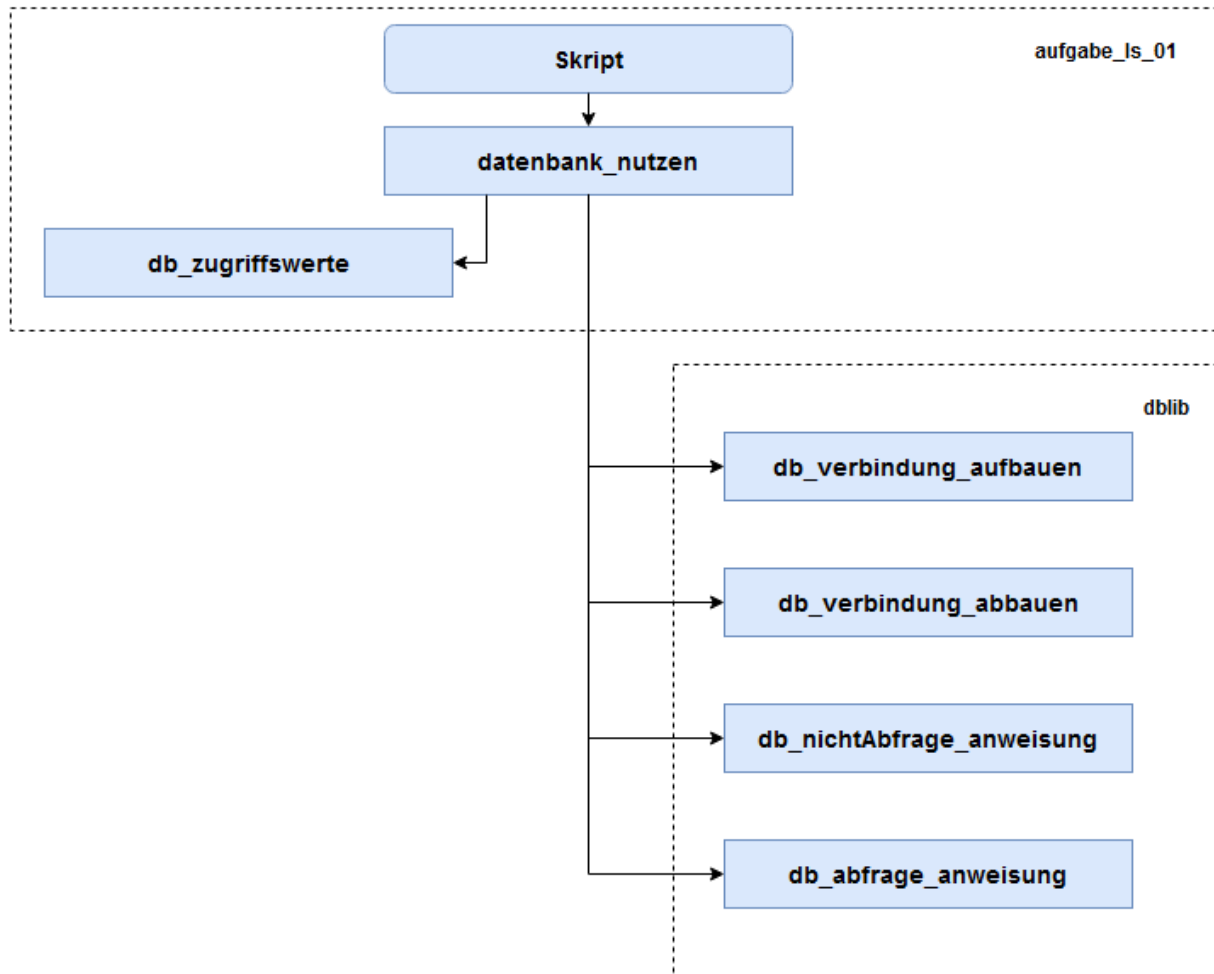 Skript
aufgabe_ls_01
datenbank_nutzen
db_zugriffswerte
dblib
db_verbindung_aufbauen
db_verbindung_abbauen
db_nichtAbfrage_anweisung
db_abfrage_anweisung